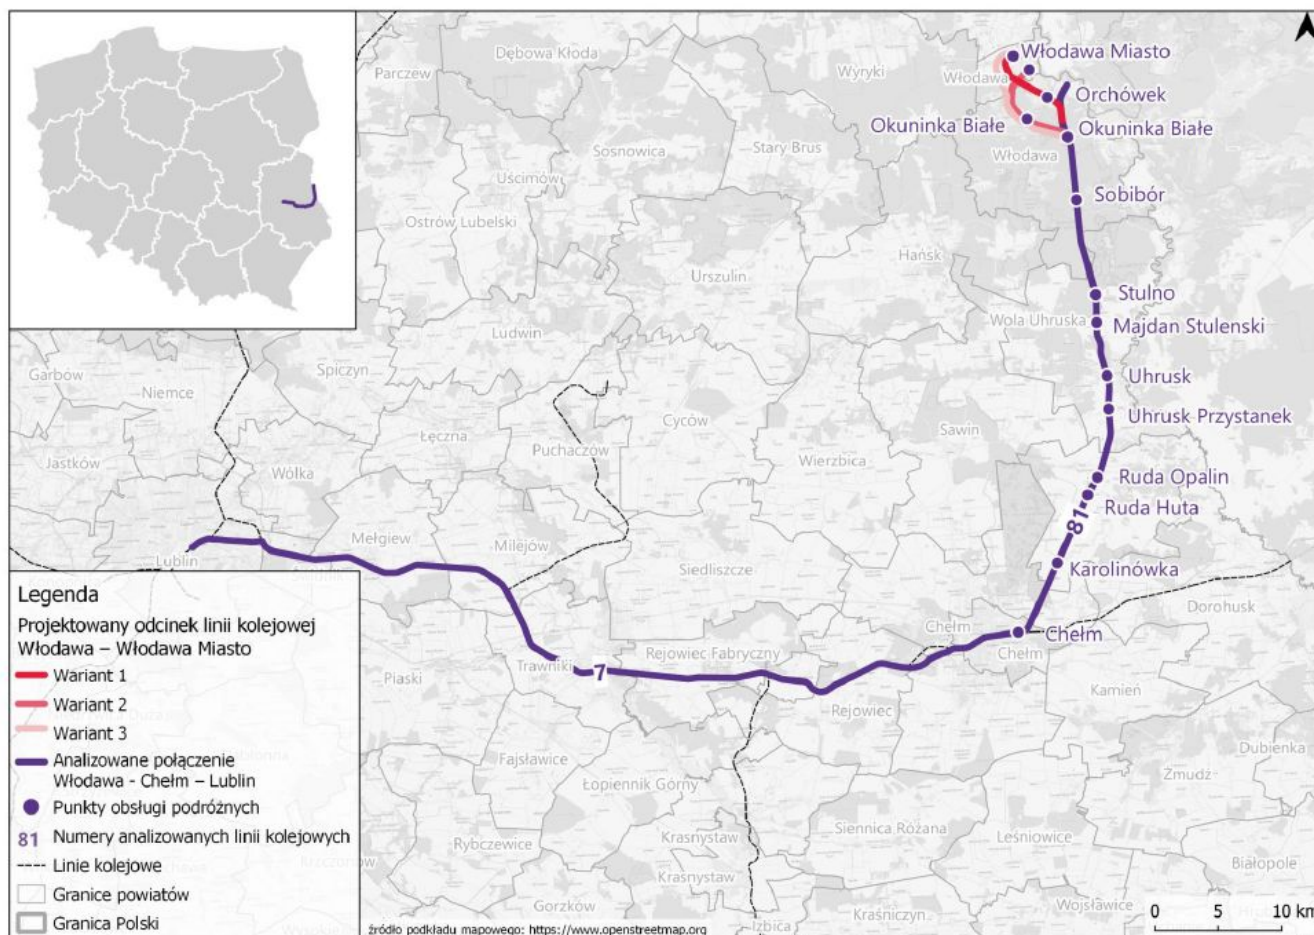 Dębowa Kłoda
Parczew
Wyryki
Włodawa
Włodawa Miasto
Orchówek
Okuninka Białe
Okuninka Białe
Włodawa
Sosnowica
Stary Brus
Uścimów
Sobibór
Ostrów Lubelski
Hańsk
Urszulin
Stulno
Wola Uhruska
Majdan Stulenski
Ludwin
Garbów
Niemce
Spiczyn
Uhrusk
Uhrusk Przystanek
Cyców
Łęczna
Puchaczów
Sawin
Jastków
Wólka
Wierzbica
Ruda Opalin
Ruda Huta
81
Mełgiew
Milejów
Lublin
Siedliszcze
Karolinówka
Dorohusk
Chełm
Chełm
Chełm
Rejowiec Fabryczny
Trawniki
7
Piaski
Kamień
Rejowiec
Fajsławice
Dubienka
Łopiennik Górny
Żmudź
Siennica Różana
Leśniowice
Rybczewice
Krasnystaw
Białopole
Krasnystaw
Wojsławice
Gorzków
Kraśniczyn
Izbica
Legenda
Projektowany odcinek linii kolejowej
Włodawa – Włodawa Miasto
Wariant 1
Wariant 2
Wariant 3
Analizowane połączenie
Włodawa - Chełm – Lublin
Punkty obsługi podróżnych
81 Numery analizowanych linii kolejowych
Linie kolejowe
Granice powiatów
Granica Polski
źródło podkładu mapowego: https://www.openstreetmap.org
0 5 10 km